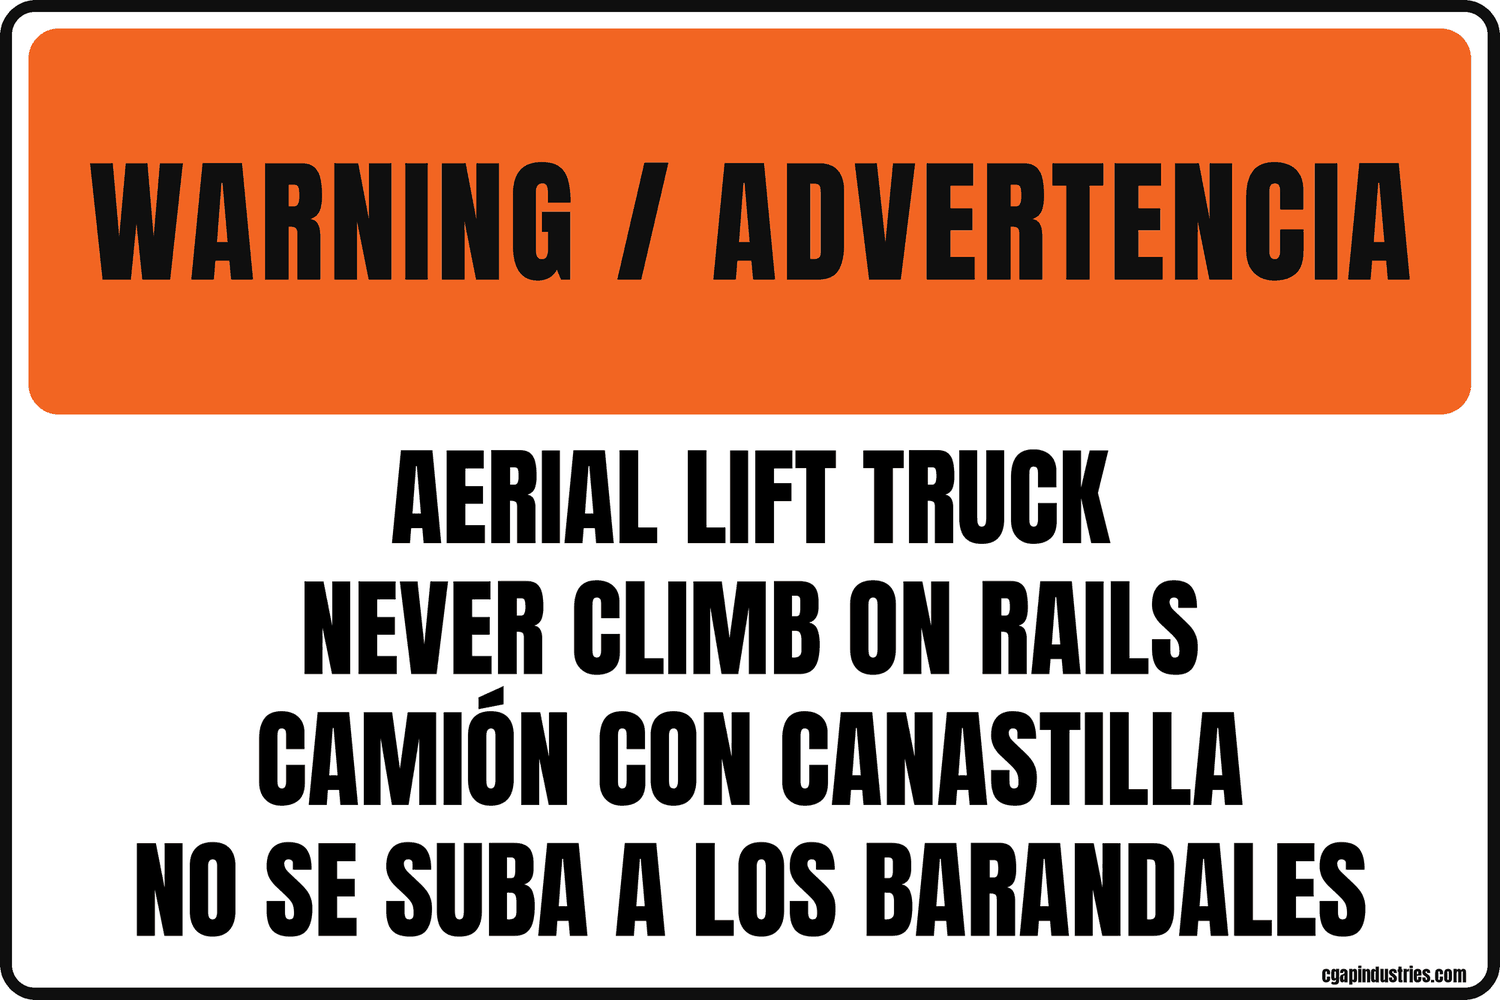 WARNING / ADVERTENCIA
AERIAL LIFT TRUCK
NEVER CLIMB ON RAILS
CAMIÓN CON CANASTILLA
NO SE SUBA A LOS BARANDALES
cgapindustries.com